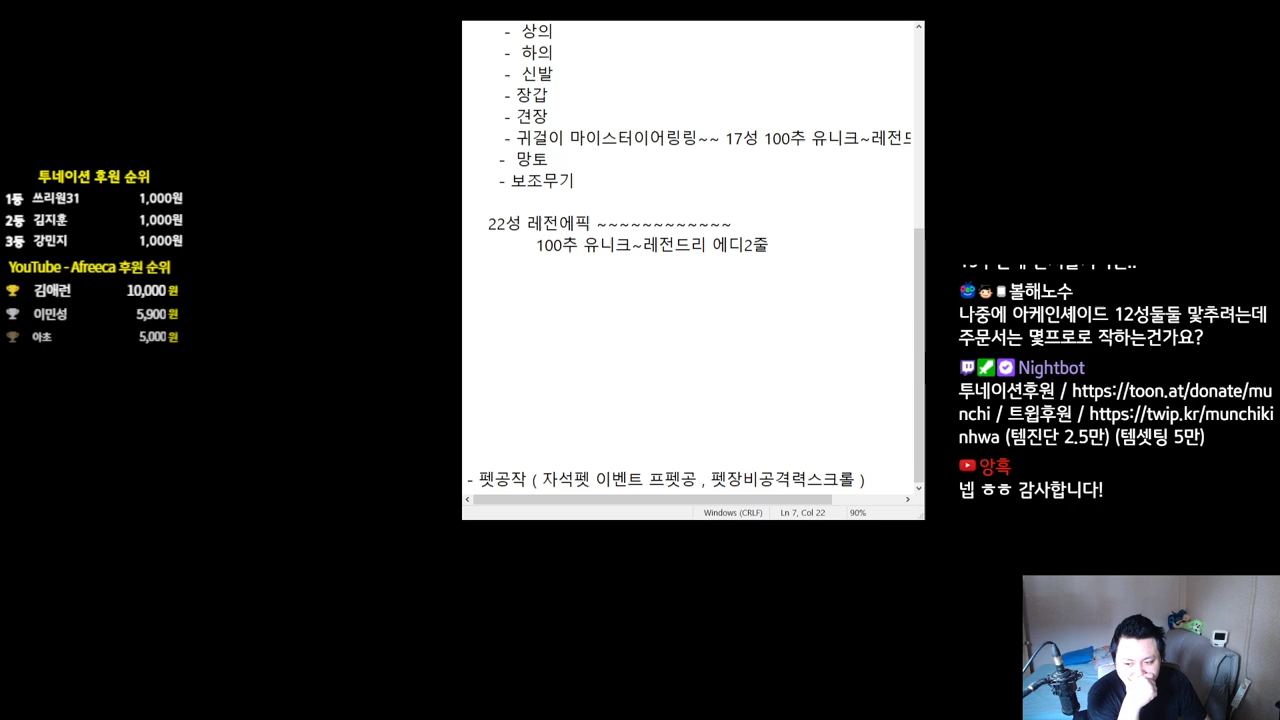 투네이션 후원 순위
1등 쓰리원31 1,000원
2등 김지훈 1,000원
3등 강민지 1,000원
YouTube - Afreeca 후원 순위
김애런 10,000 원
이민성 5,900 원
아초 5,000 원
- 상의
- 하의
- 신발
- 장갑
- 견장
- 귀걸이 마이스터이어링링~~ 17성 100추 유니크~레전드
- 망토
- 보조무기
22성 레전에픽 ~~~~~~~~~~~~
100추 유니크~레전드리 에디2줄
- 펫공작 ( 자석펫 이벤트 프펫공 , 펫장비공격력스크롤 )
Windows (CRLF) Ln 7, Col 22 90%
볼해노수
나중에 아케인셰이드 12성둘둘 맟추려는데
주문서는 몇프로로 작하는건가요?
Nightbot
투네이션후원 / https://toon.at/donate/mu
nchi / 트윕후원 / https://twip.kr/munchiki
nhwa (템진단 2.5만) (템셋팅 5만)
앙흑
넵 ㅎㅎ 감사합니다!